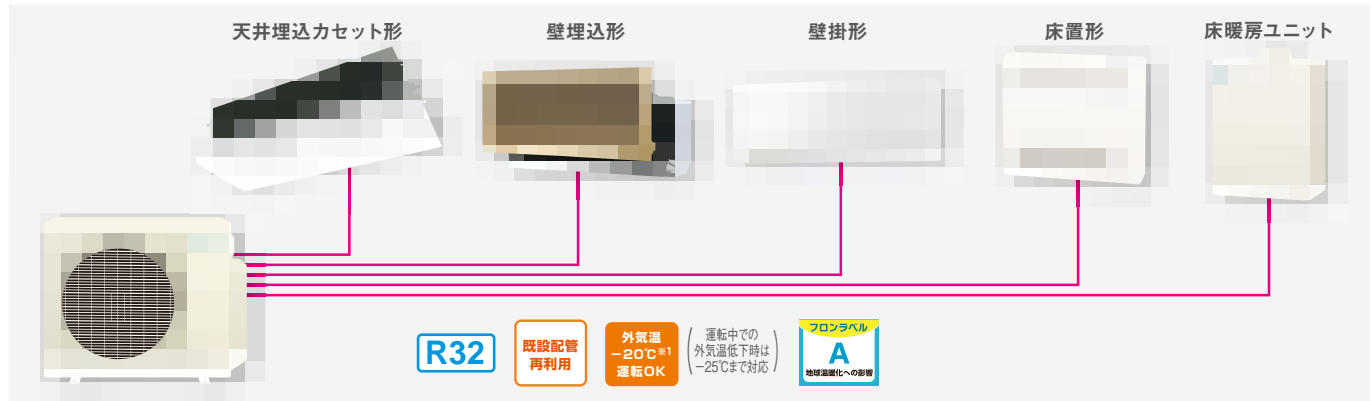 天井埋込カセット形
壁埋込形
壁掛形
床置形
床暖房ユニット
R32
既設配管
再利用
外気温
−20℃※1
運転OK
(運転中での
外気温低下時は
−25℃まで対応)
フロンラベル
A
地球温暖化への影響